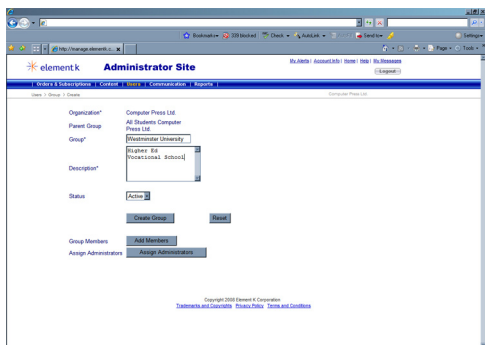 Bookmarks 339 blocked Check AutoLink Send to Settings
http://manage.elementk.c... Page Tools
element k Administrator Site
My Alerts | Account Info | Home | Help | My Messages
Logout
Orders & Subscriptions | Content | Users | Communication | Reports |
Users > Group > Create
Computer Press Ltd.
Organization* Computer Press Ltd.
Parent Group All Students Computer
Press Ltd.
Group* Westminster University
Description* Higher Ed
Vocational School
Status Active
Create Group Reset
Group Members Add Members
Assign Administrators Assign Administrators
Copyright 2008 Element K Corporation
Trademarks and Copyrights Privacy Policy Terms and Conditions